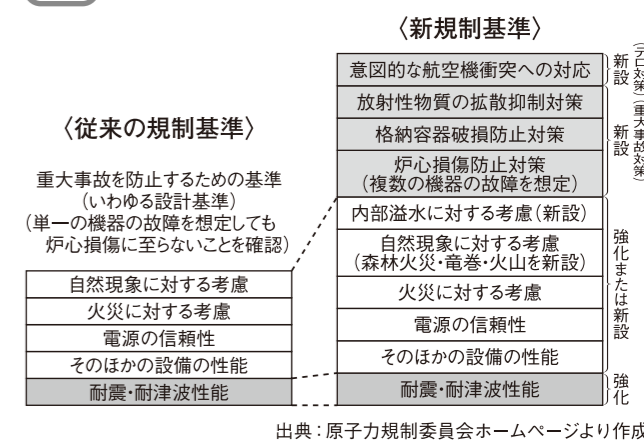 〈従来の規制基準〉
重大事故を防止するための基準
(いわゆる設計基準)
(単一の機器の故障を想定しても
炉心損傷に至らないことを確認)
自然現象に対する考慮
火災に対する考慮
電源の信頼性
そのほかの設備の性能
耐震・耐津波性能
〈新規制基準〉
意図的な航空機衝突への対応
放射性物質の拡散抑制対策
格納容器破損防止対策
炉心損傷防止対策
(複数の機器の故障を想定)
内部溢水に対する考慮(新設)
自然現象に対する考慮
(森林火災・竜巻・火山を新設)
火災に対する考慮
電源の信頼性
そのほかの設備の性能
耐震・耐津波性能
新設
(テロ対策)
新設
(重大事故対策)
強化または新設
強化
出典:原子力規制委員会ホームページより作成